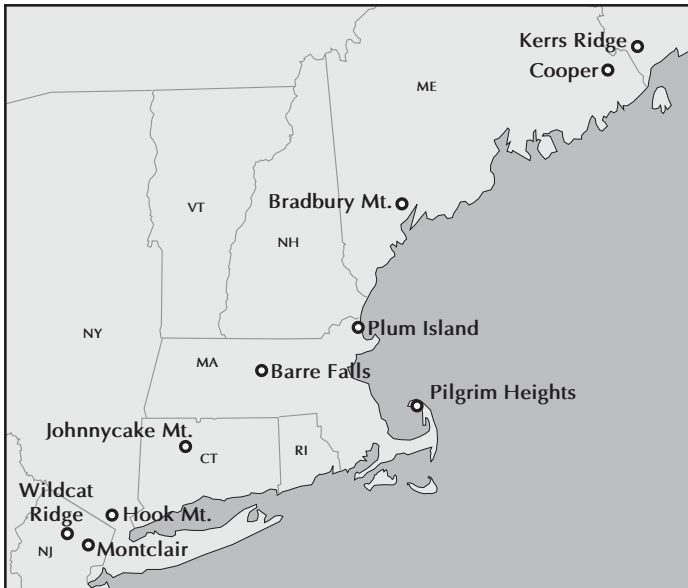 Kerrs Ridge
Cooper
ME
Bradbury Mt.
VT
NH
Plum Island
NY
MA
Barre Falls
Pilgrim Heights
Johnnycake Mt.
CT
RI
Wildcat
Ridge
Hook Mt.
NJ
Montclair